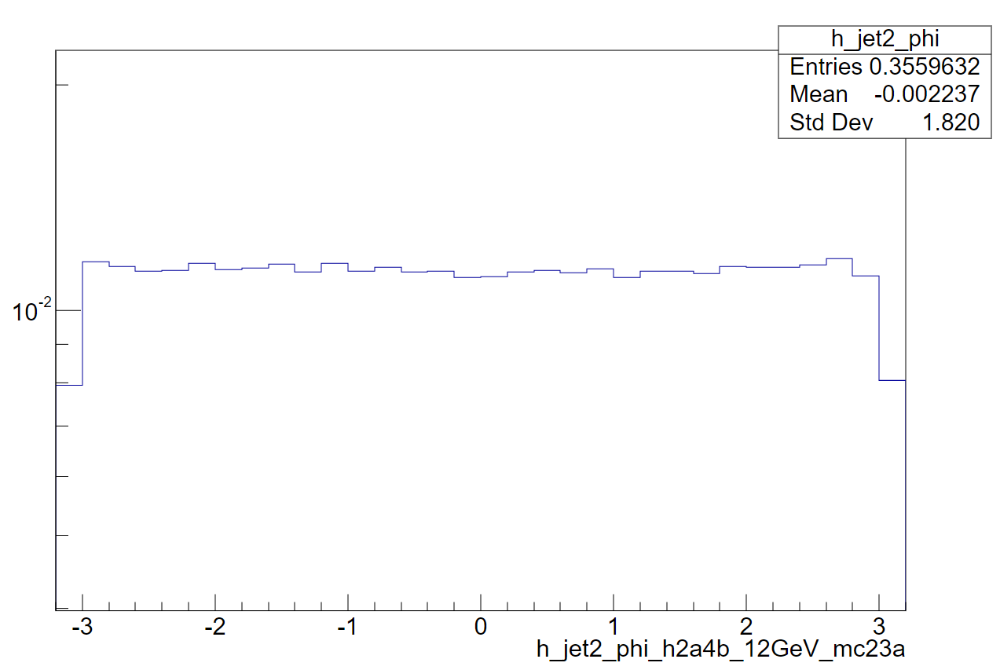 h_jet2_phi
Entries 0.3559632
Mean -0.002237
Std Dev 1.820
10-2
-3 -2 -1 0 1 2 3
h_jet2_phi_h2a4b_12GeV_mc23a